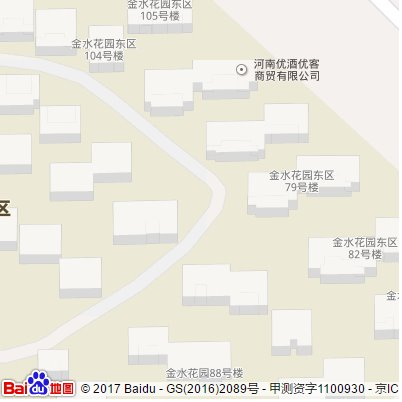 金水花园东区
105号楼
金水花园东区
104号楼
河南优酒优客
商贸有限公司
金水花园东区
79号楼
区
金水花园东区
82号楼
金水
金水花园88号楼
Bai du 地图 © 2017 Baidu - GS(2016)2089号 - 甲测资字1100930 - 京IC